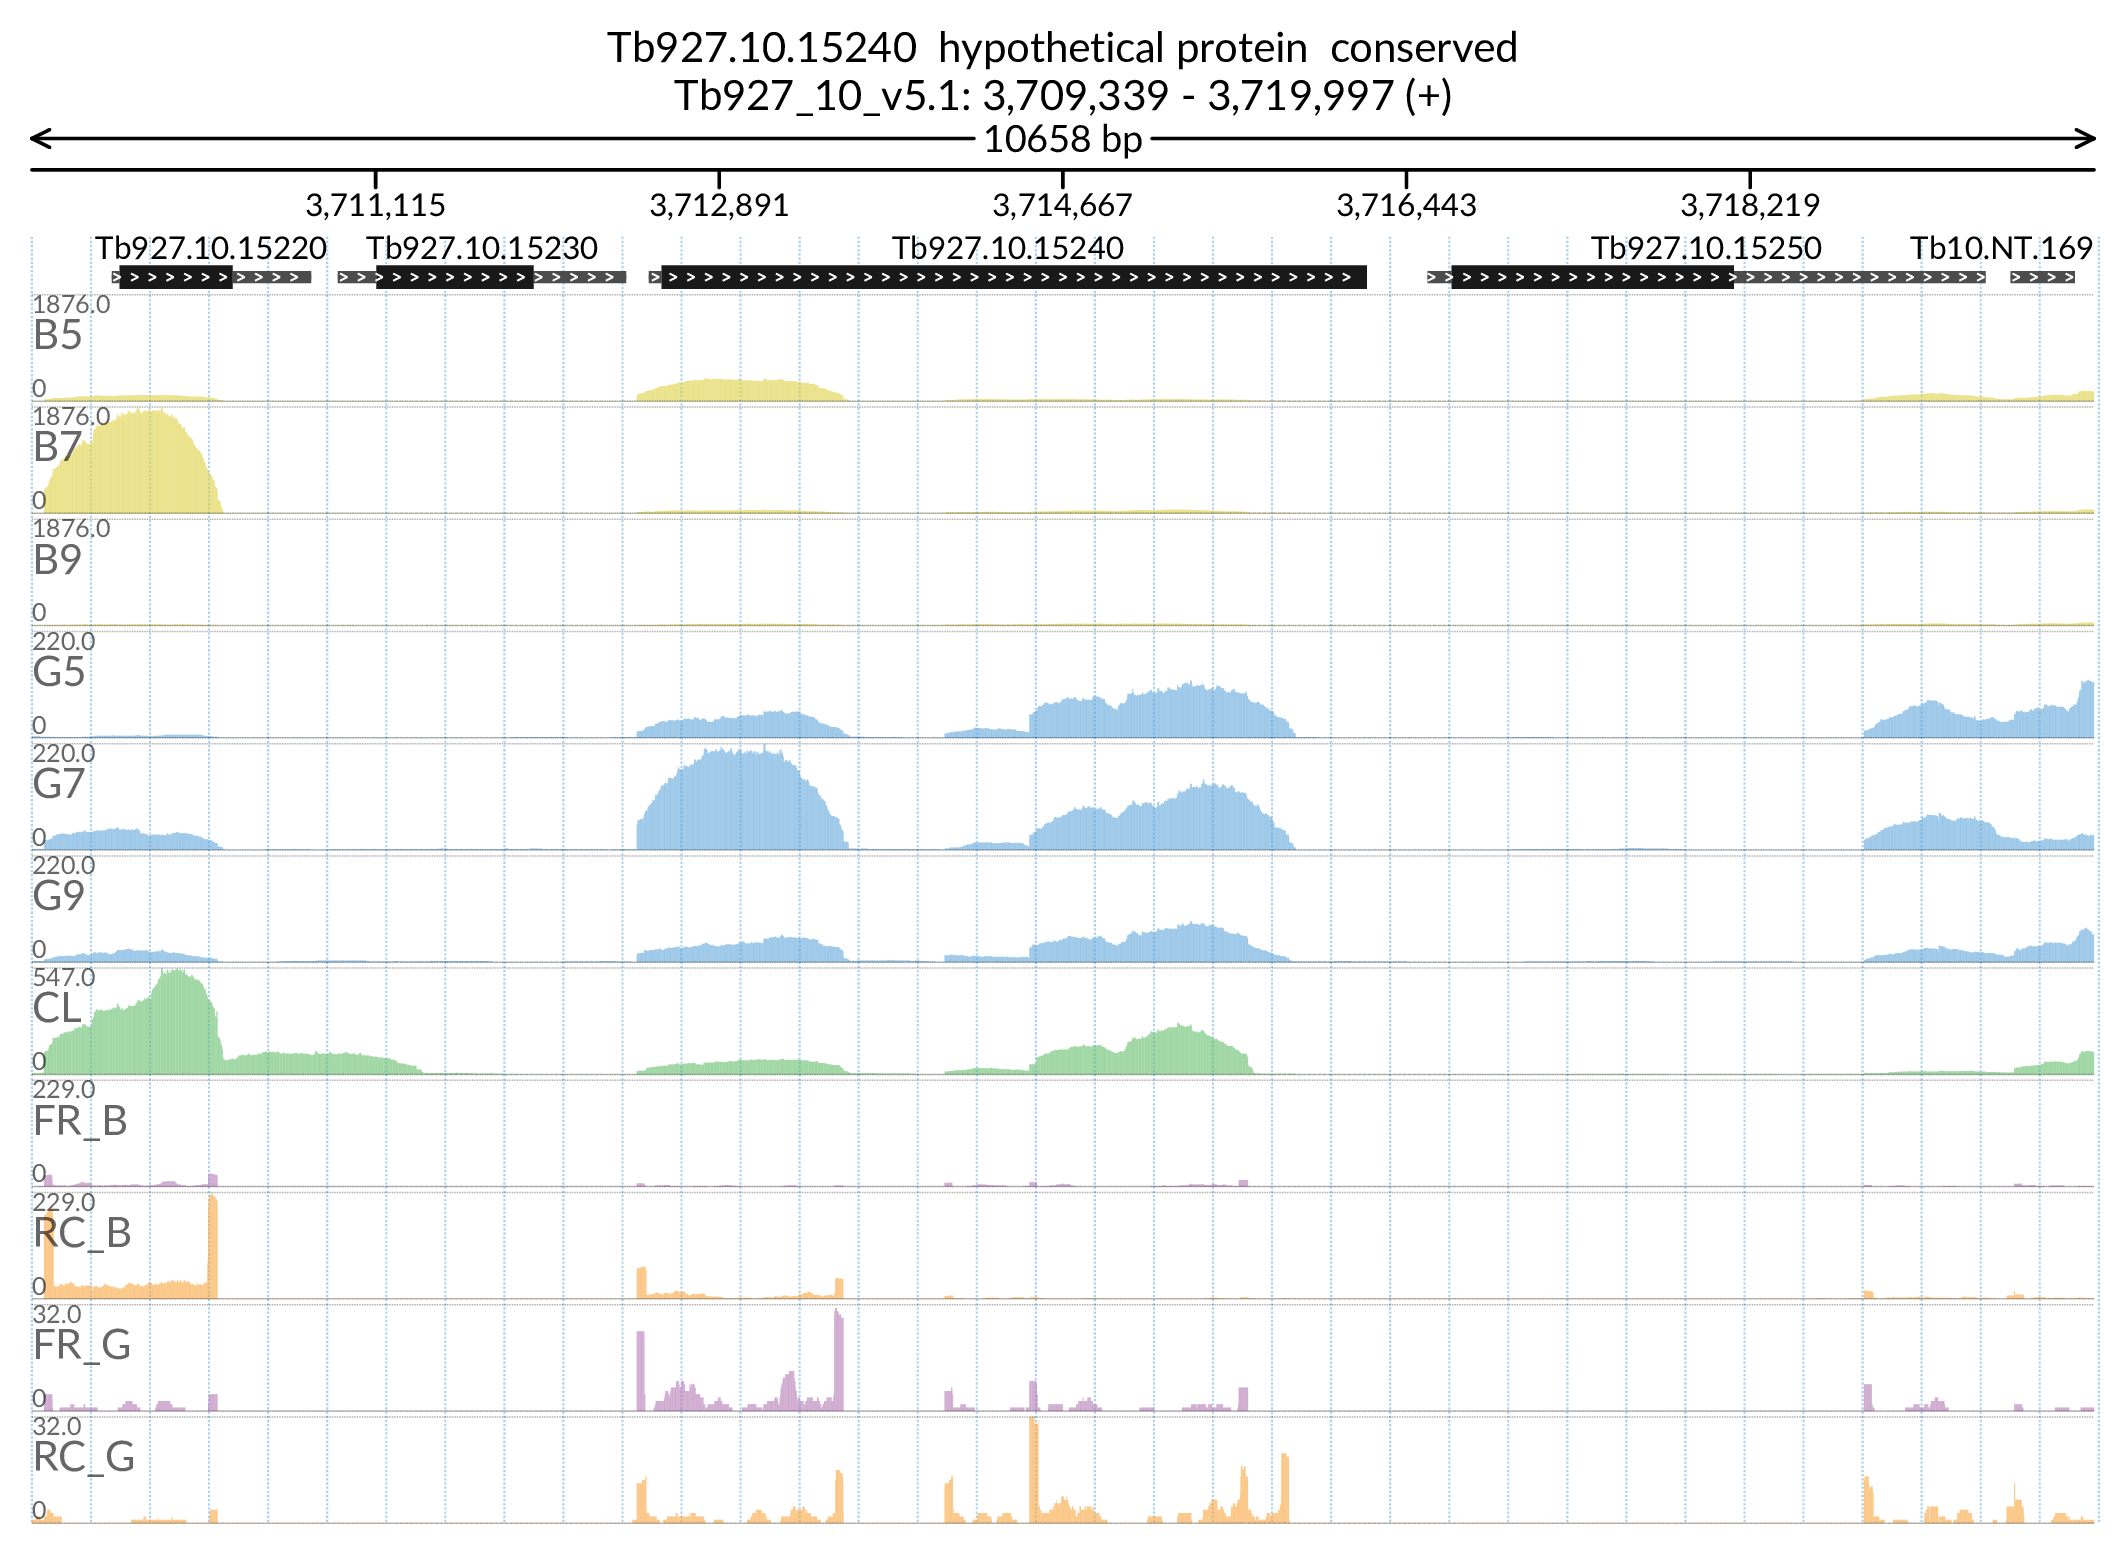 Tb927.10.15240 hypothetical protein conserved
Tb927_10_v5.1: 3,709,339 - 3,719,997 (+)
10658 bp
3,711,115 3,712,891 3,714,667 3,716,443 3,718,219
Tb927.10.15220 Tb927.10.15230 Tb927.10.15240 Tb927.10.15250 Tb10.NT.169
1876.0
B5
0
1876.0
B7
0
1876.0
B9
0
220.0
G5
0
220.0
G7
0
220.0
G9
0
547.0
CL
0
229.0
FR_B
0
229.0
RC_B
0
32.0
FR_G
0
32.0
RC_G
0